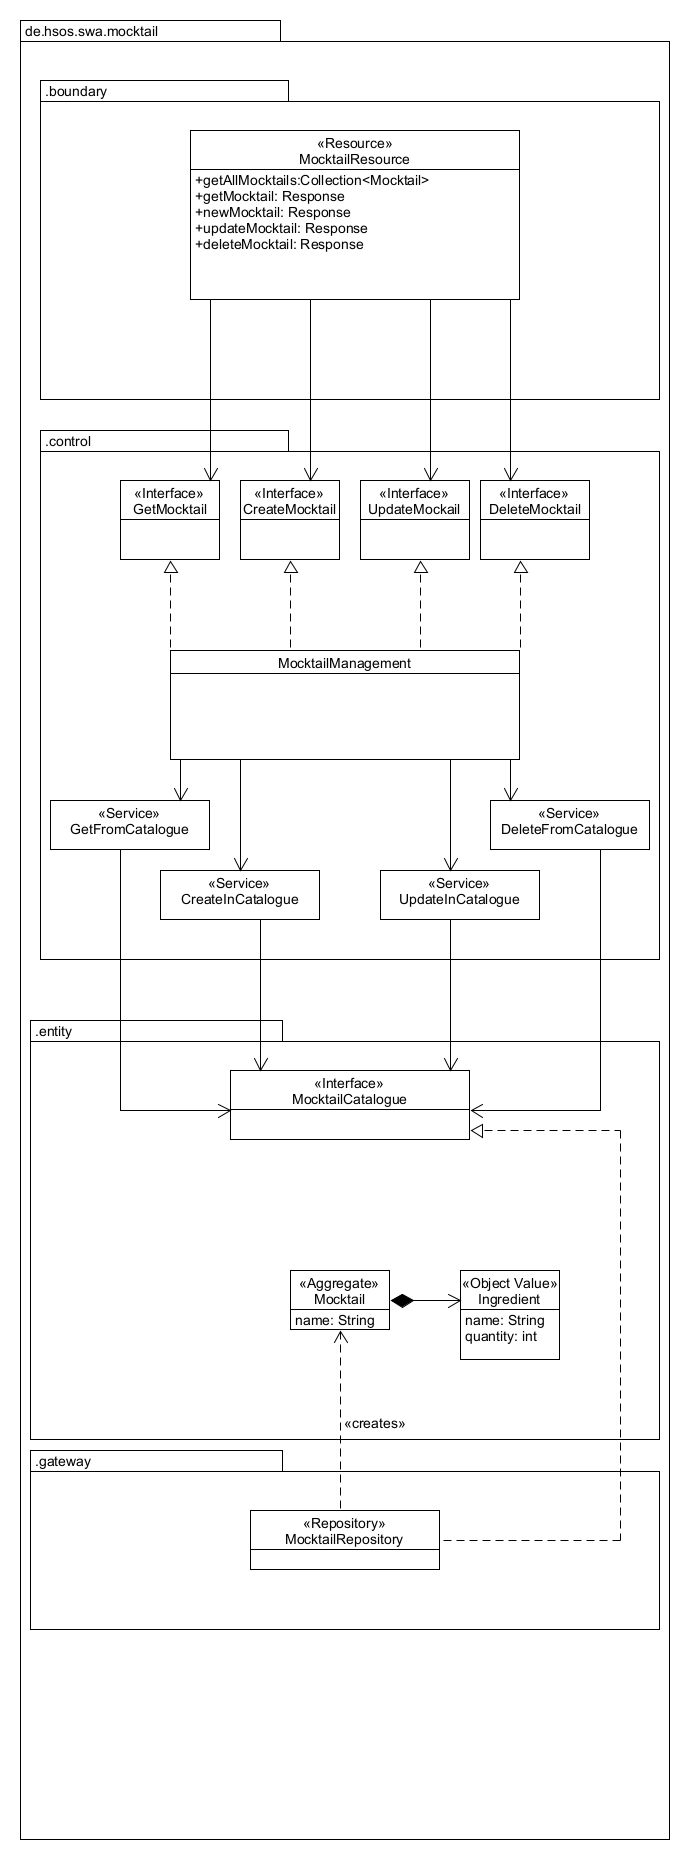 de.hsos.swa.mocktail
.boundary
«Resource»
MocktailResource
+getAllMocktails:Collection<Mocktail>
+getMocktail: Response
+newMocktail: Response
+updateMocktail: Response
+deleteMocktail: Response
.control
«Interface»
GetMocktail
«Interface»
CreateMocktail
«Interface»
UpdateMockail
«Interface»
DeleteMocktail
MocktailManagement
«Service»
GetFromCatalogue
«Service»
DeleteFromCatalogue
«Service»
CreateInCatalogue
«Service»
UpdateInCatalogue
.entity
«Interface»
MocktailCatalogue
«Aggregate»
Mocktail
name: String
«Object Value»
Ingredient
name: String
quantity: int
«creates»
.gateway
«Repository»
MocktailRepository